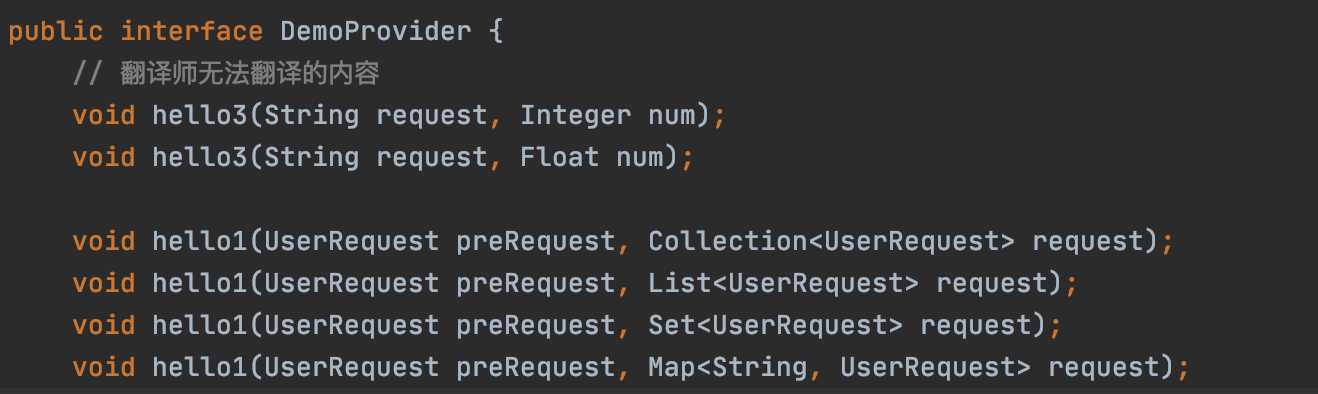 public interface DemoProvider {
// 翻译师无法翻译的内容
void hello3(String request, Integer num);
void hello3(String request, Float num);
void hello1(UserRequest preRequest, Collection<UserRequest> request);
void hello1(UserRequest preRequest, List<UserRequest> request);
void hello1(UserRequest preRequest, Set<UserRequest> request);
void hello1(UserRequest preRequest, Map<String, UserRequest> request);